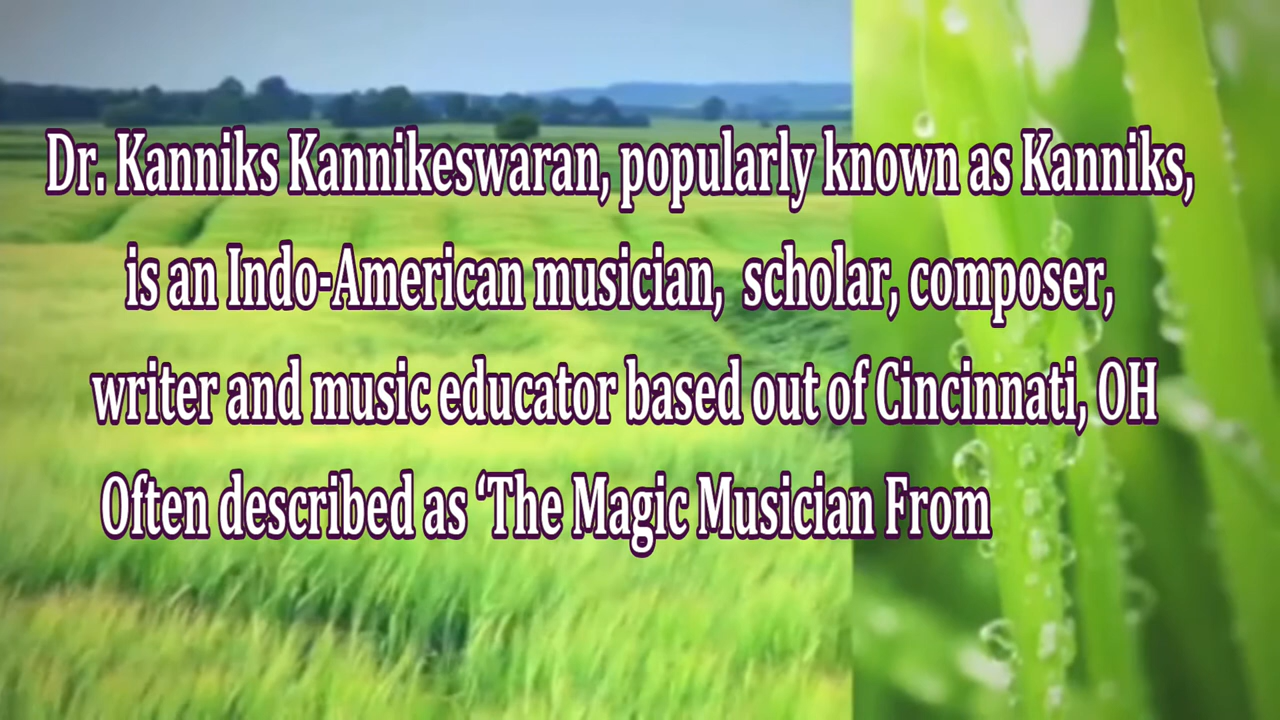 Dr. Kanniks Kannikeswaran, popularly known as Kanniks,
is an Indo-American musician,  scholar, composer,
writer and music educator based out of Cincinnati, OH
Often described as ‘The Magic Musician From